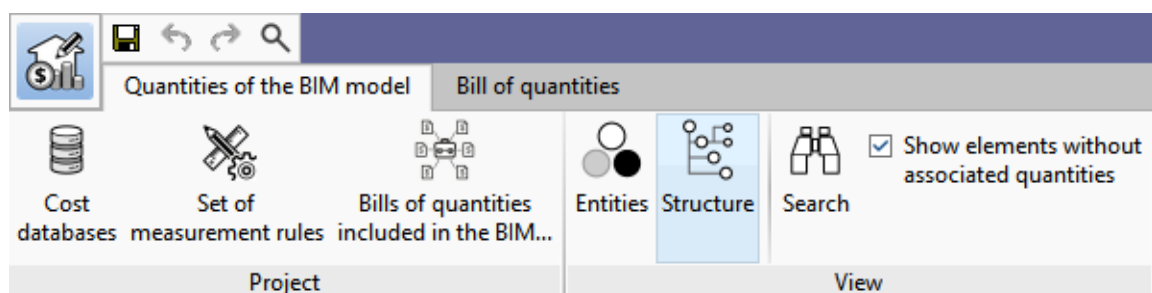 Quantities of the BIM model Bill of quantities
Cost databases
Set of measurement rules
Bills of quantities included in the BIM...
Entities
Structure
Search
Show elements without
associated quantities
Project
View